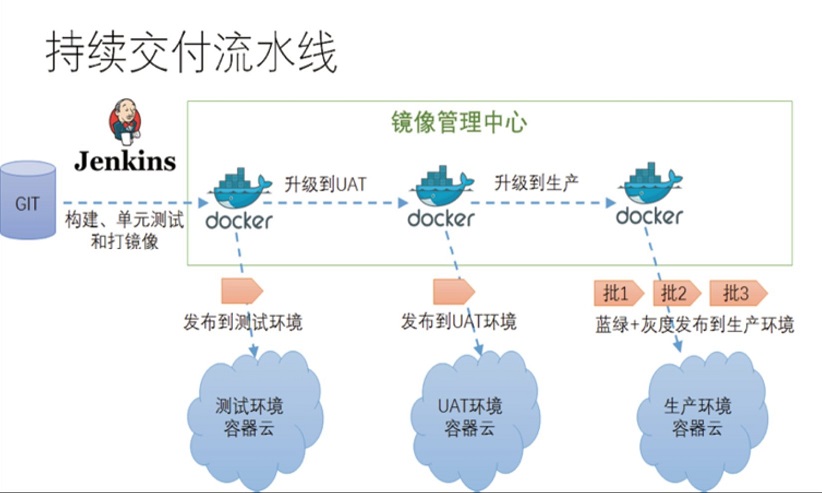 持续交付流水线
镜像管理中心
Jenkins
GIT
构建、单元测试
和打镜像
docker
升级到UAT
docker
升级到生产
docker
发布到测试环境
发布到UAT环境
批1
批2
批3
蓝绿+灰度发布到生产环境
测试环境
容器云
UAT环境
容器云
生产环境
容器云